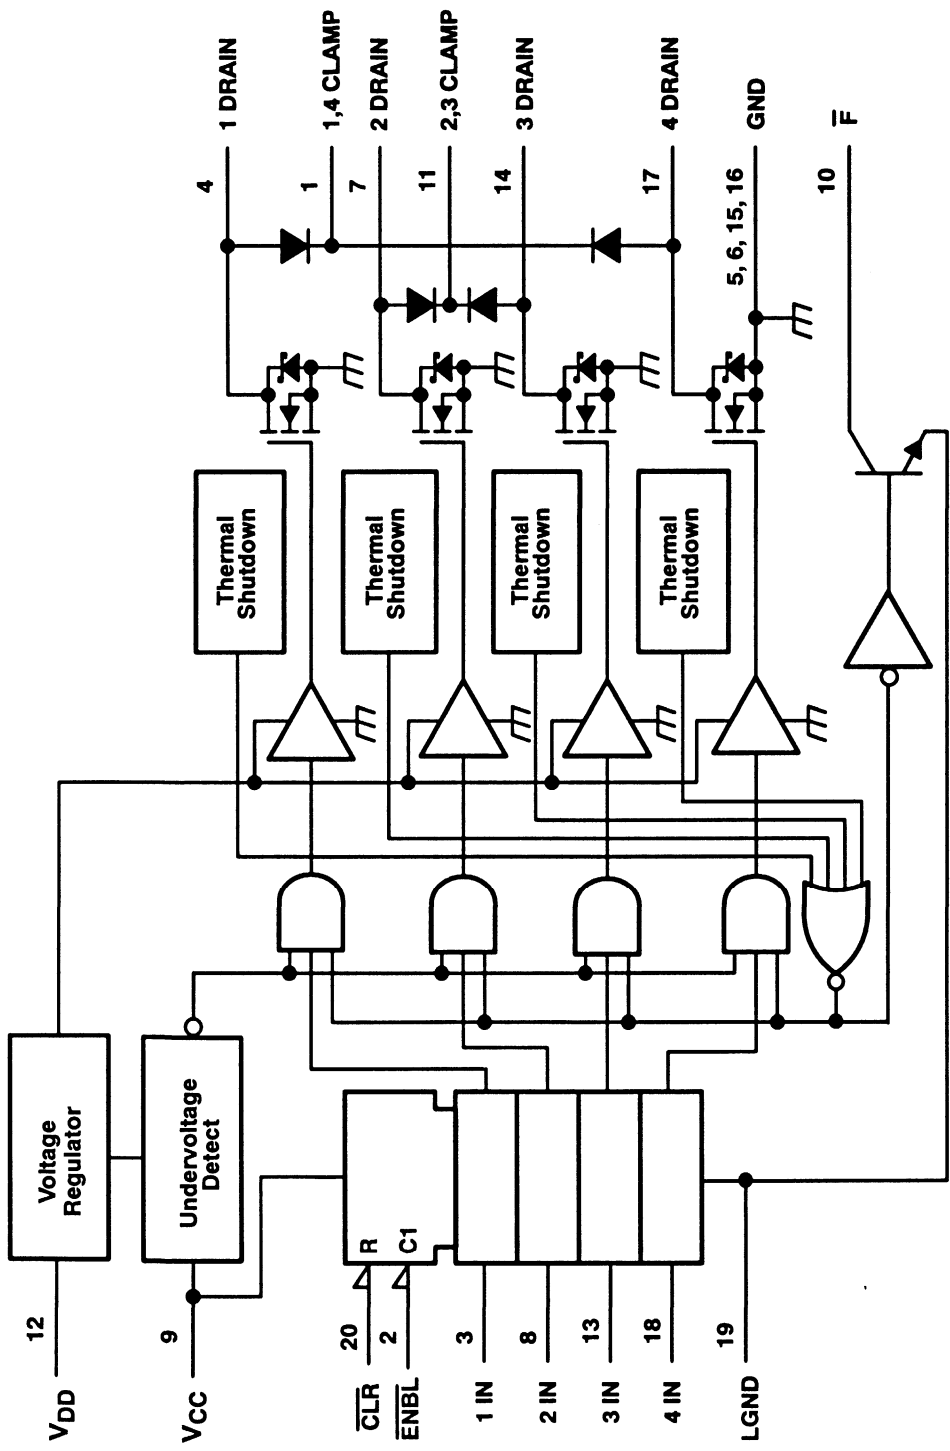 VDD
12
Voltage
Regulator
VCC
9
Undervoltage
Detect
CLR
20
R
ENBL
2
C1
1 IN
3
2 IN
8
3 IN
13
4 IN
18
LGND
19
Thermal
Shutdown
Thermal
Shutdown
Thermal
Shutdown
Thermal
Shutdown
4
1 DRAIN
1
1,4 CLAMP
7
2 DRAIN
11
2,3 CLAMP
14
3 DRAIN
17
4 DRAIN
5, 6, 15, 16
GND
10
F